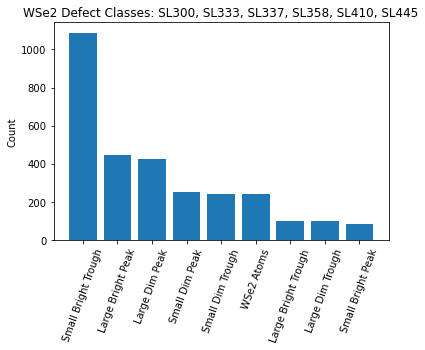 WSe2 Defect Classes: SL300, SL333, SL337, SL358, SL410, SL445
Count
1000
800
600
400
200
0
Small Bright Trough
Large Bright Peak
Large Dim Peak
Small Dim Peak
Small Dim Trough
WSe2 Atoms
Large Bright Trough
Large Dim Trough
Small Bright Peak